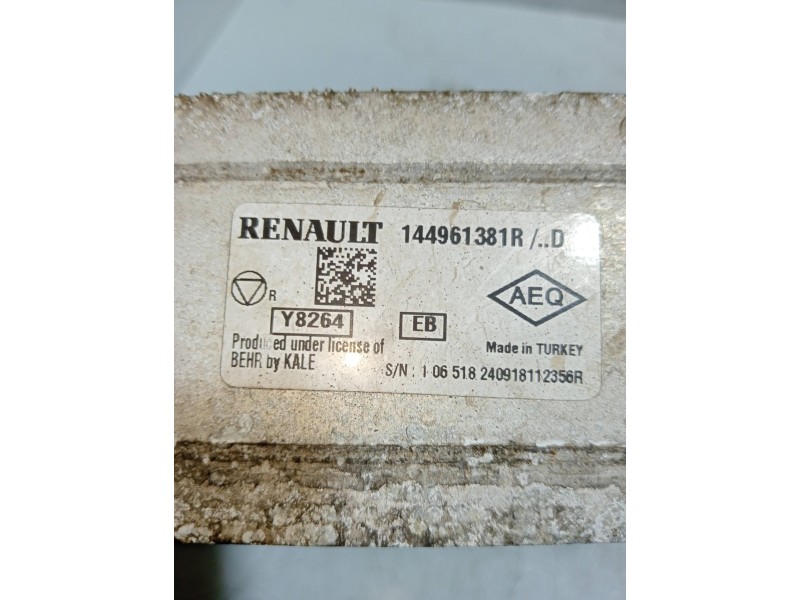 RENAULT 144961381R /..D
R
AEQ
Y8264 EB
Produced under license of Made in TURKEY
BEHR by KALE S/N : 1 06 518 240918112356R